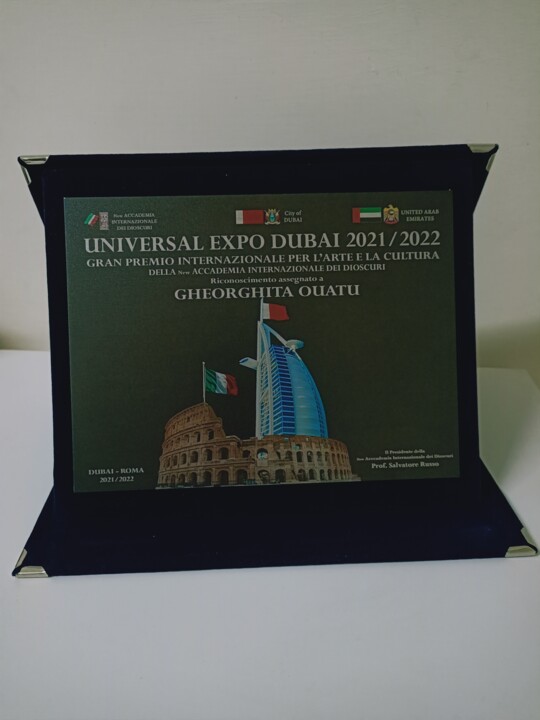 New ACCADEMIA
INTERNAZIONALE
DEI DIOSCURI
City of
DUBAI
UNITED ARAB
EMIRATES
UNIVERSAL EXPO DUBAI 2021/2022
GRAN PREMIO INTERNAZIONALE PER L'ARTE E LA CULTURA
DELLA New ACCADEMIA INTERNAZIONALE DEI DIOSCURI
Riconoscimento assegnato a
GHEORGHITA OUATU
DUBAI - ROMA
2021/2022
Il Presidente della
New Accademia Internazionale dei Dioscuri
Prof. Salvatore Russo